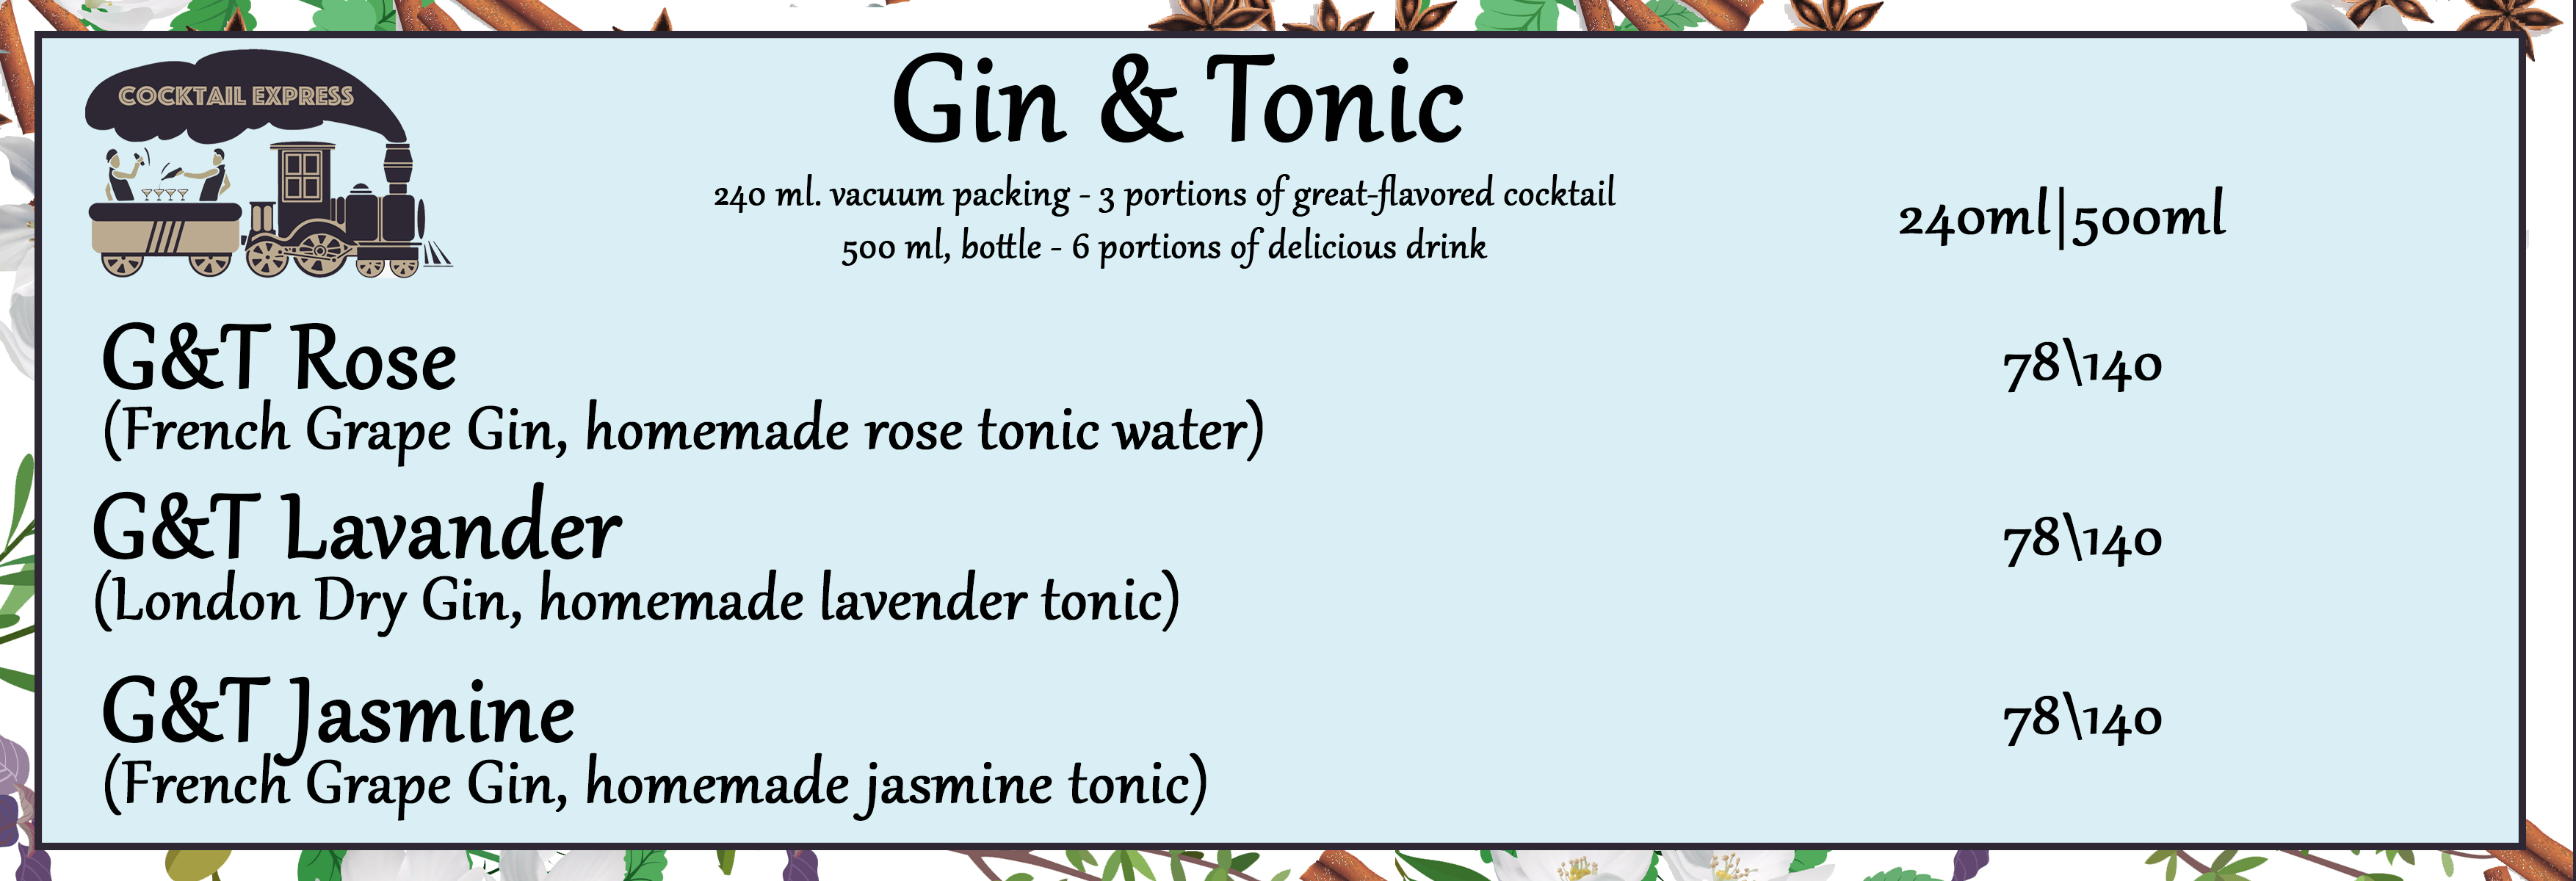 COCKTAIL EXPRESS
Gin & Tonic
240 ml. vacuum packing - 3 portions of great-flavored cocktail
500 ml, bottle - 6 portions of delicious drink
240ml|500ml
G&T Rose
78\140
(French Grape Gin, homemade rose tonic water)
G&T Lavander
78\140
(London Dry Gin, homemade lavender tonic)
G&T Jasmine
78\140
(French Grape Gin, homemade jasmine tonic)